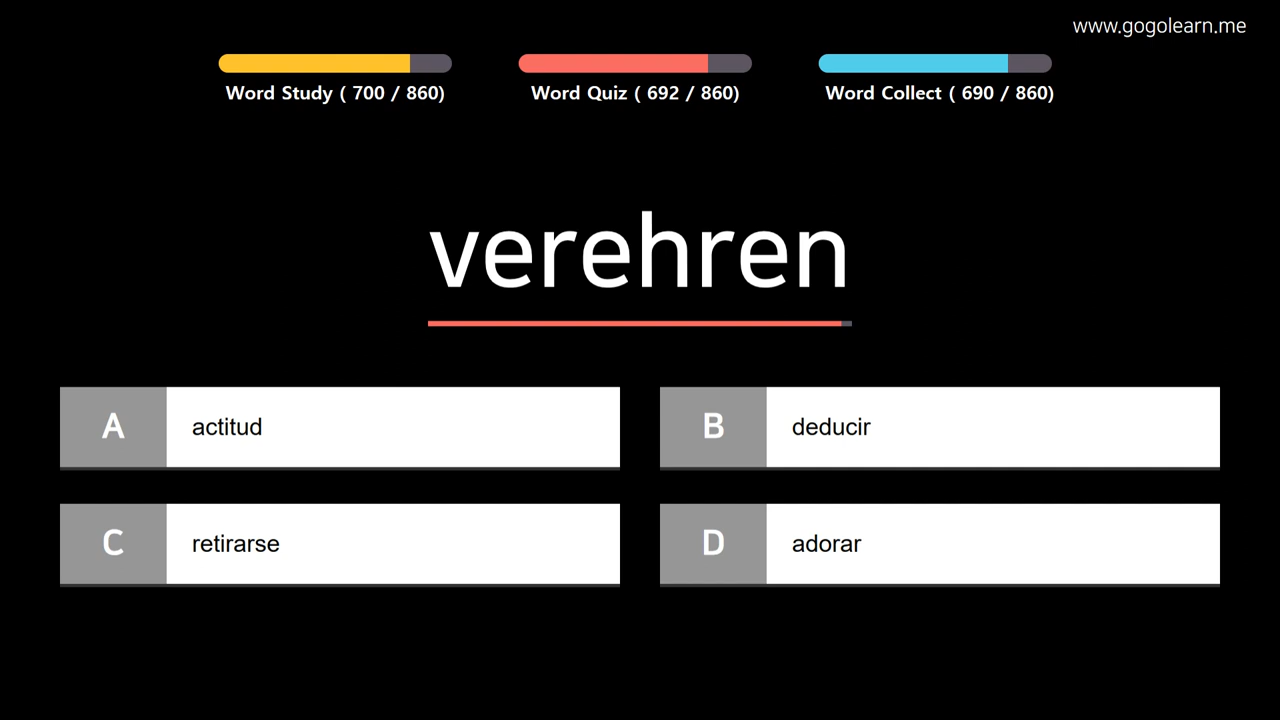 www.gogolearn.me
Word Study ( 700 / 860)
Word Quiz ( 692 / 860)
Word Collect ( 690 / 860)
verehren
A actitud
B deducir
C retirarse
D adorar